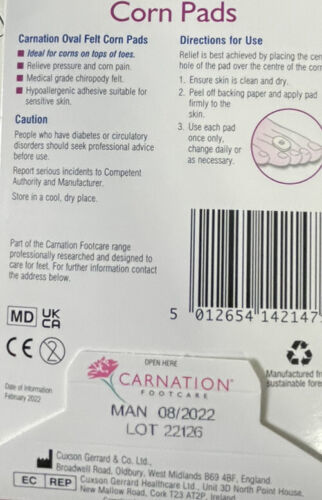 Corn Pads
Carnation Oval Felt Corn Pads
Ideal for corns on tops of toes.
Relieve pressure and corn pain.
Medical grade chiropody felt.
Hypoallergenic adhesive suitable for
sensitive skin.
Caution
People who have diabetes or circulatory
disorders should seek professional advice
before use.
Report serious incidents to Competent
Authority and Manufacturer.
Store in a cool, dry place.
Directions for Use
Relief is best achieved by placing the
hole of the pad over the centre of the
1. Ensure skin is clean and dry.
2. Peel off backing paper and apply pad
firmly to the
skin.
3. Use each pad
once only,
change daily or
as necessary.
Part of the Carnation Footcare range
professionally researched and designed to
care for feet. For further information contact
the address below.
5 012654 142147
MD UK
CA
CE
2
Date of Information
February 2022
Manufactured
sustainable
OPEN HERE
CARNATION
FOOTCARE
MAN 08/2022
LOT 22126
Cuxson Gerrard & Co. Ltd.,
Broadwell Road, Oldbury, West Midlands B69 4BF, England
EC REP Cuxson Gerrard Healthcare Ltd., Unit 3D North Point House,
New Mallow Road, Cork T23 AT2P, Ireland